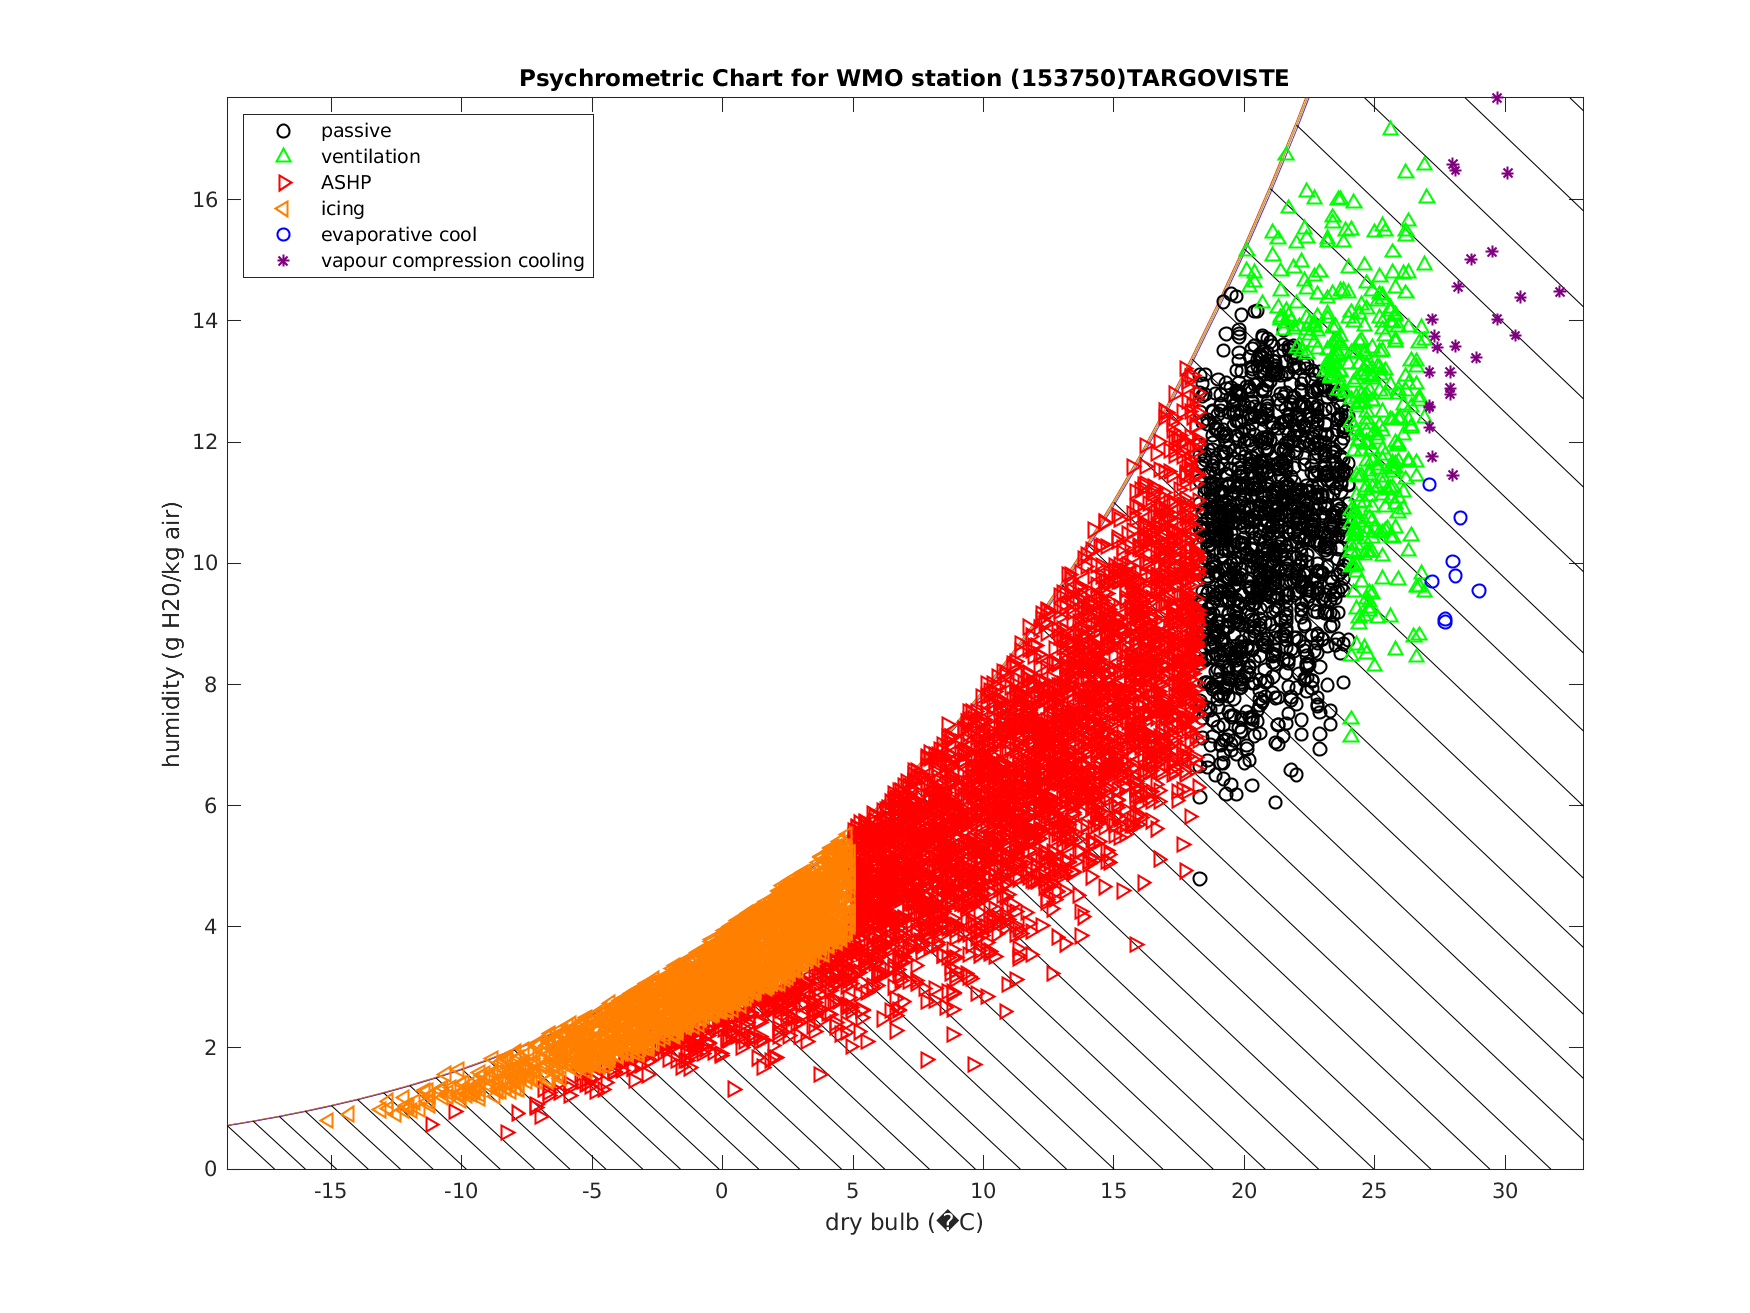 Psychrometric Chart for WMO station (153750)TARGOVISTE
passive
ventilation
ASHP
icing
evaporative cool
vapour compression cooling
humidity (g H20/kg air)
16
14
12
10
8
6
4
2
0
-15 -10 -5 0 5 10 15 20 25 30
dry bulb (�C)